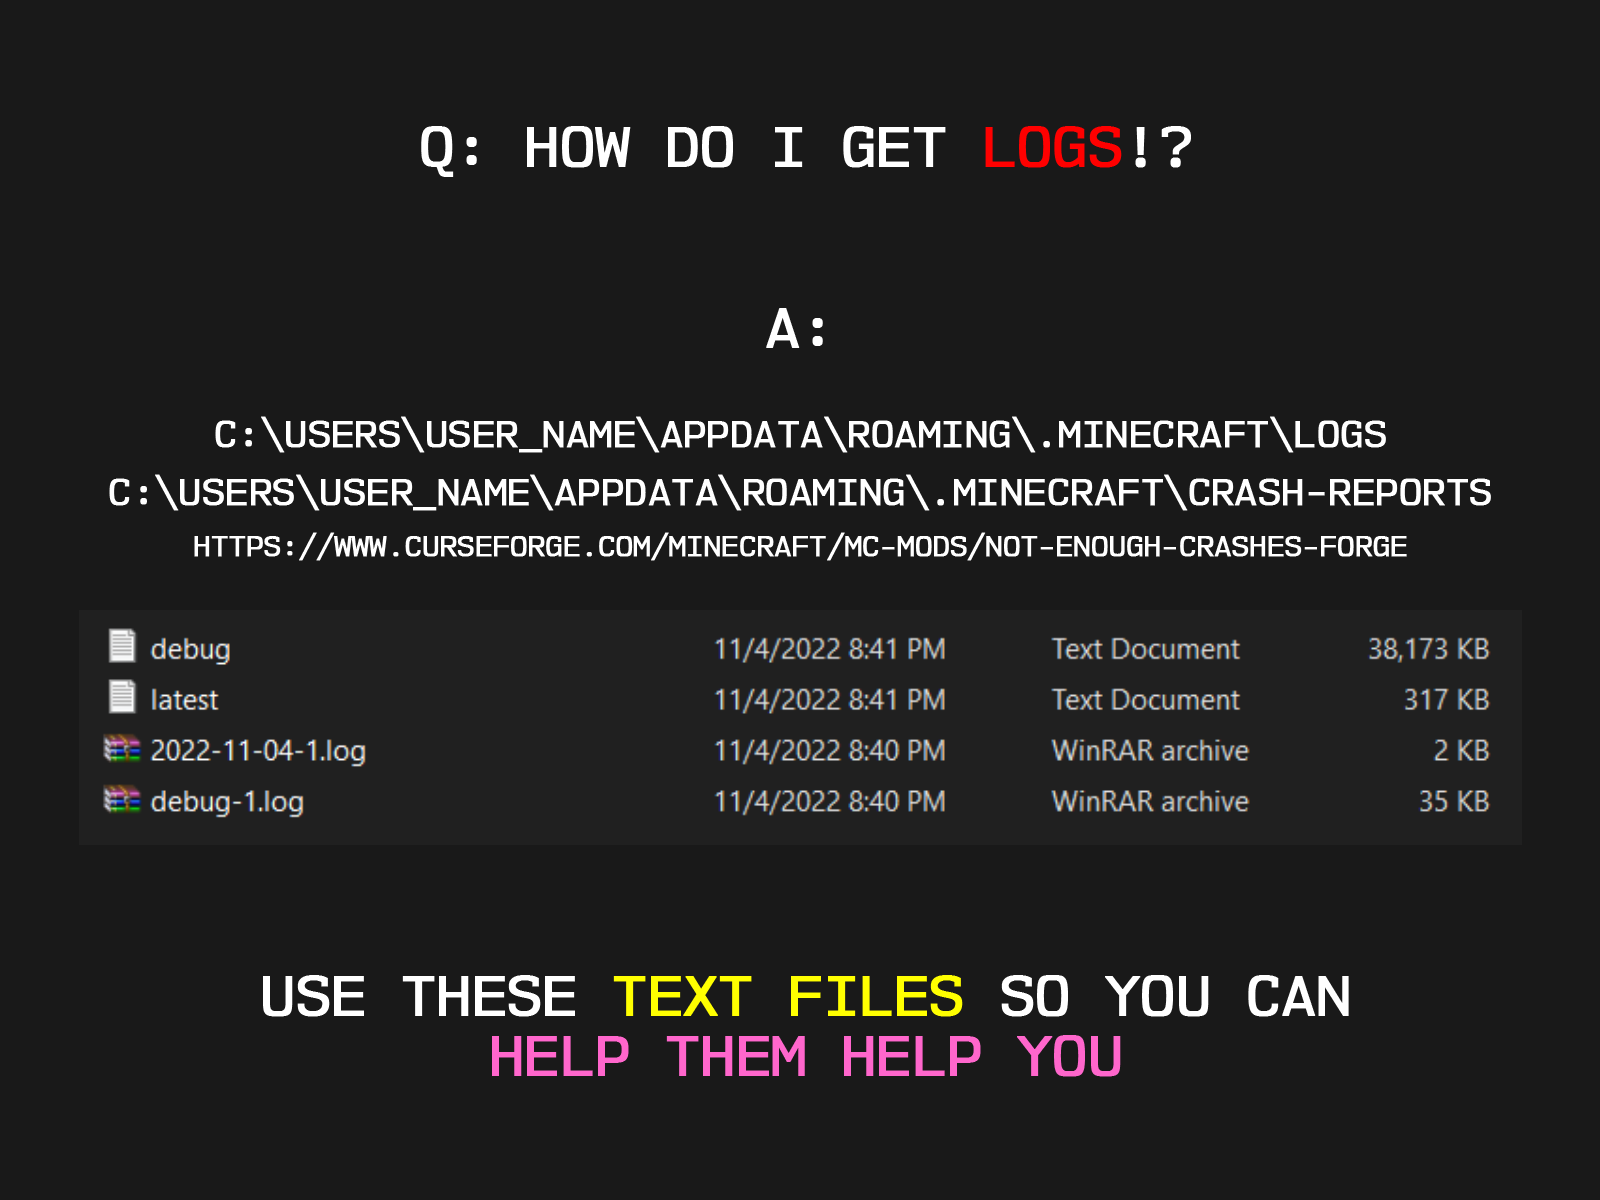 Q: HOW DO I GET LOGS!?
A:
C:\USERS\USER_NAME\APPDATA\ROAMING\.MINECRAFT\LOGS
C:\USERS\USER_NAME\APPDATA\ROAMING\.MINECRAFT\CRASH-REPORTS
HTTPS://WWW.CURSEFORGE.COM/MINECRAFT/MC-MODS/NOT-ENOUGH-CRASHES-FORGE
debug 11/4/2022 8:41 PM Text Document 38,173 KB
latest 11/4/2022 8:41 PM Text Document 317 KB
2022-11-04-1.log 11/4/2022 8:40 PM WinRAR archive 2 KB
debug-1.log 11/4/2022 8:40 PM WinRAR archive 35 KB
USE THESE TEXT FILES SO YOU CAN
HELP THEM HELP YOU